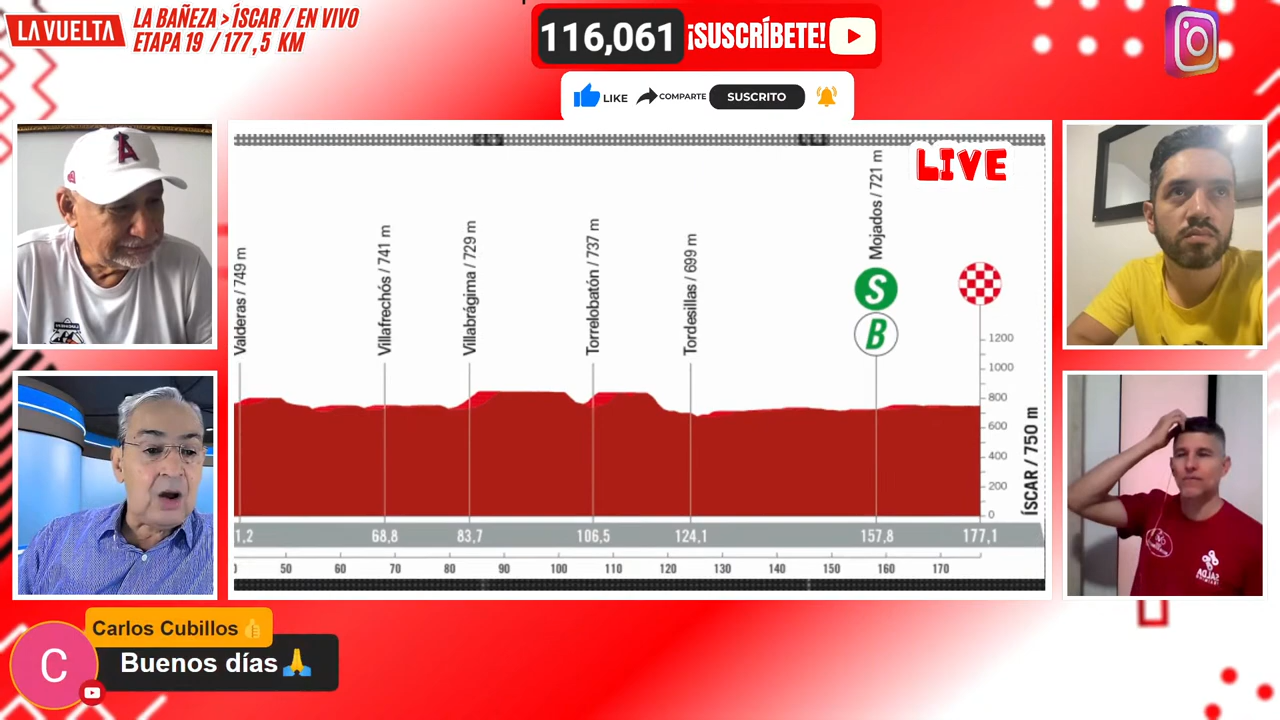 LA VUELTA
LA BAÑEZA > ÍSCAR / EN VIVO
ETAPA 19 / 177,5 KM
116,061
¡SUSCRÍBETE!
LIKE
COMPARTE
SUSCRITO
LIVE
A
Valderas / 749 m
Villafrechós / 741 m
Villabrágima / 729 m
Torrelobatón / 737 m
Tordesillas / 699 m
Mojados / 721 m
S
B
1200
1000
800
600
400
200
0
ÍSCAR / 750 m
1,2 68,8 83,7 106,5 124,1 157,8 177,1
50 60 70 80 90 100 110 120 130 140 150 160 170
Carlos Cubillos👍
C
Buenos días🙏